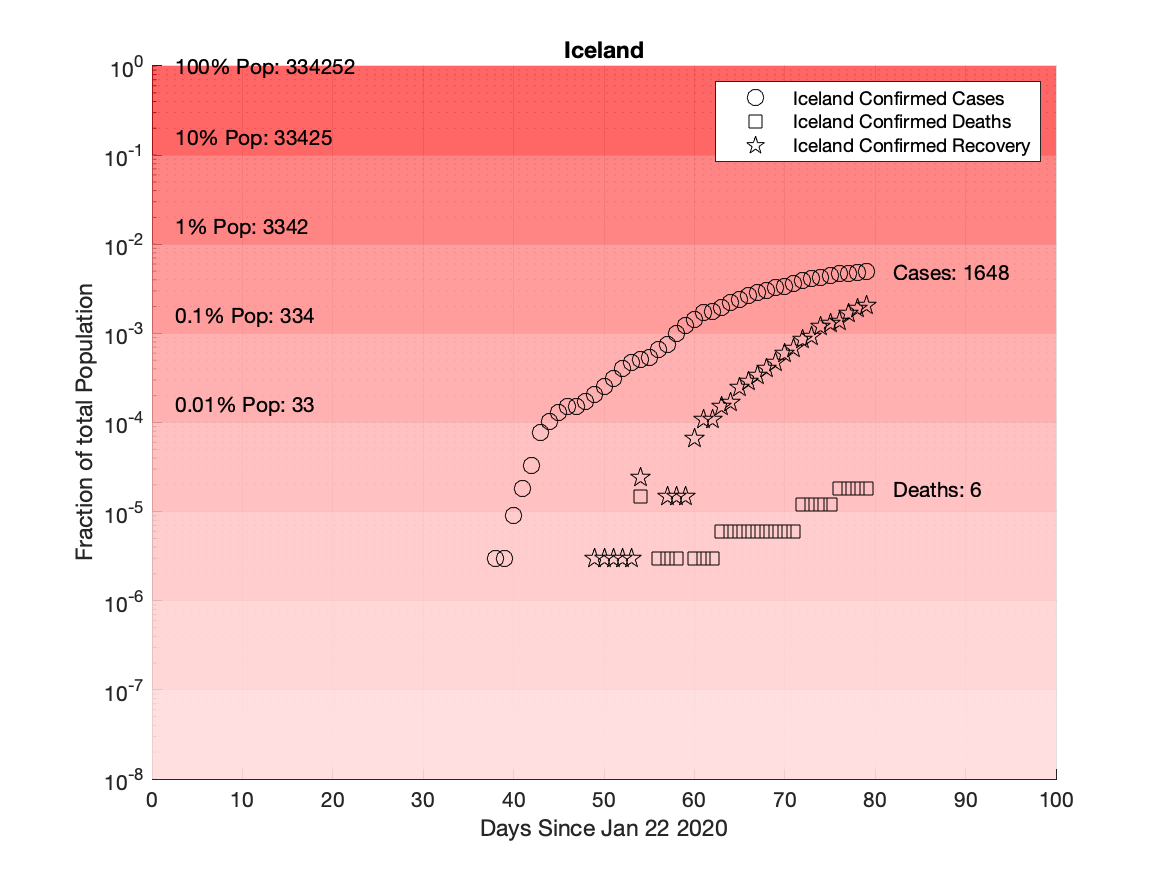 Iceland
10^0
100% Pop: 334252
Iceland Confirmed Cases
Iceland Confirmed Deaths
Iceland Confirmed Recovery
10% Pop: 33425
10^-1
1% Pop: 3342
10^-2
Cases: 1648
0.1% Pop: 334
10^-3
0.01% Pop: 33
10^-4
Deaths: 6
10^-5
10^-6
10^-7
10^-8
Fraction of total Population
0 10 20 30 40 50 60 70 80 90 100
Days Since Jan 22 2020